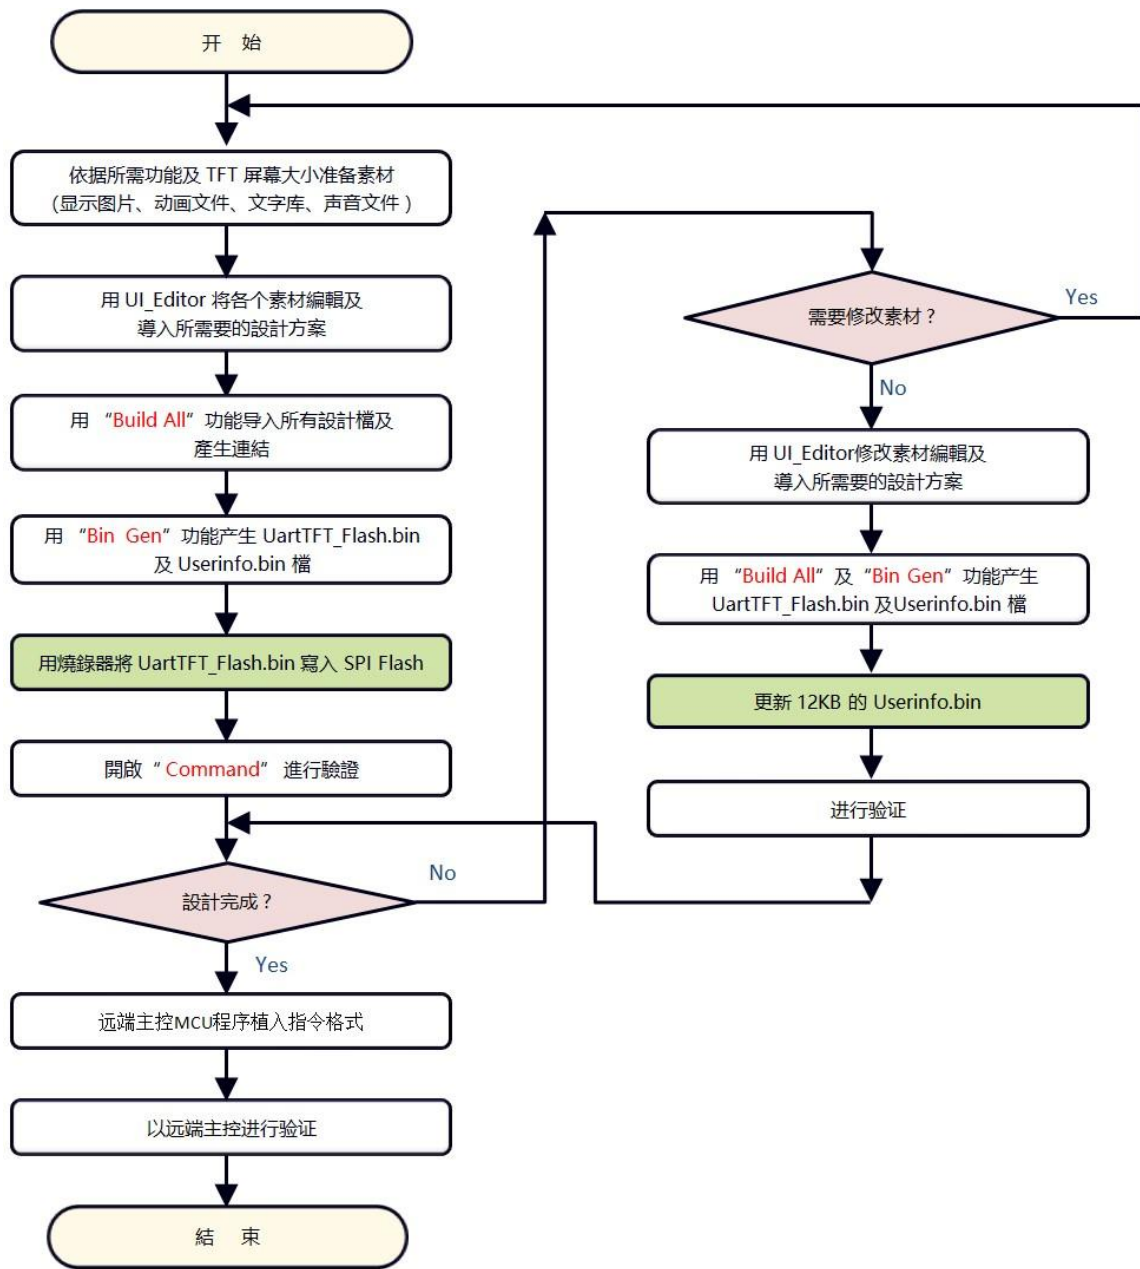 开 始
依据所需功能及 TFT 屏幕大小准备素材
(显示图片、动画文件、文字库、声音文件 )
用 UI_Editor 将各个素材编輯及
導入所需要的設計方案
用 “Build All” 功能导入所有設計檔及
產生連結
用 “Bin Gen” 功能产生 UartTFT_Flash.bin
及 Userinfo.bin 檔
用燒錄器將 UartTFT_Flash.bin 寫入 SPI Flash
開啟 “ Command” 進行驗證
設計完成 ?
No
Yes
远端主控MCU程序植入指令格式
以远端主控进行验证
結 束
需要修改素材 ?
Yes
No
用 UI_Editor修改素材編輯及
導入所需要的設計方案
用 “Build All” 及 “Bin Gen” 功能产生
UartTFT_Flash.bin 及Userinfo.bin 檔
更新 12KB 的 Userinfo.bin
进行验证